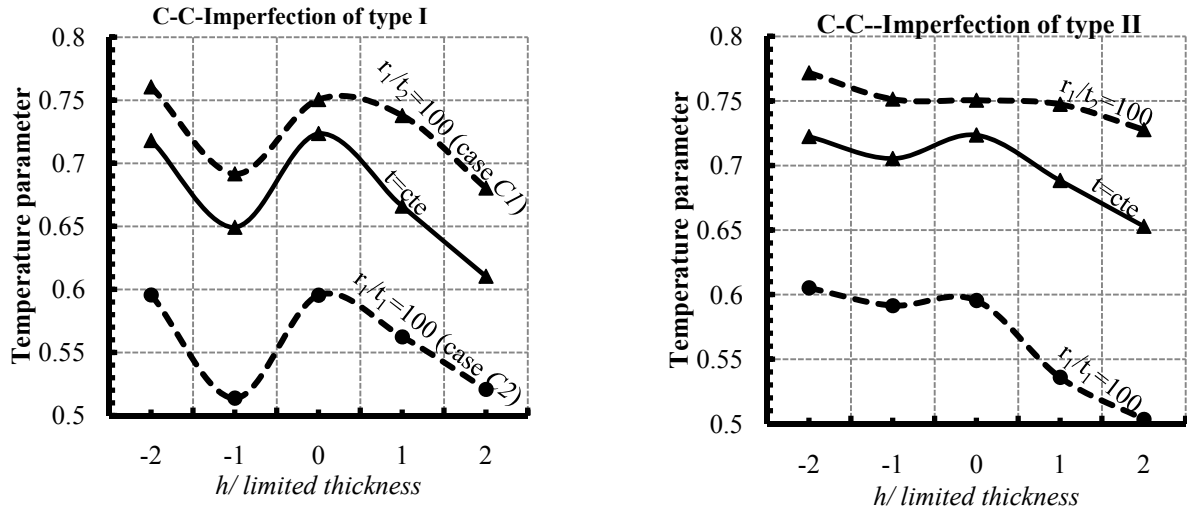 C-C-Imperfection of type I
0.8
0.75
0.7
0.65
0.6
0.55
0.5
Temperature parameter
r₁/t₂=100 (case C1)
t=cte
r₁/t₁=100 (case C2)
-2 -1 0 1 2
h/ limited thickness
C-C--Imperfection of type II
0.8
0.75
0.7
0.65
0.6
0.55
0.5
Temperature parameter
r₁/t₂=100
t=cte
r₁/t₁=100
-2 -1 0 1 2
h/ limited thickness